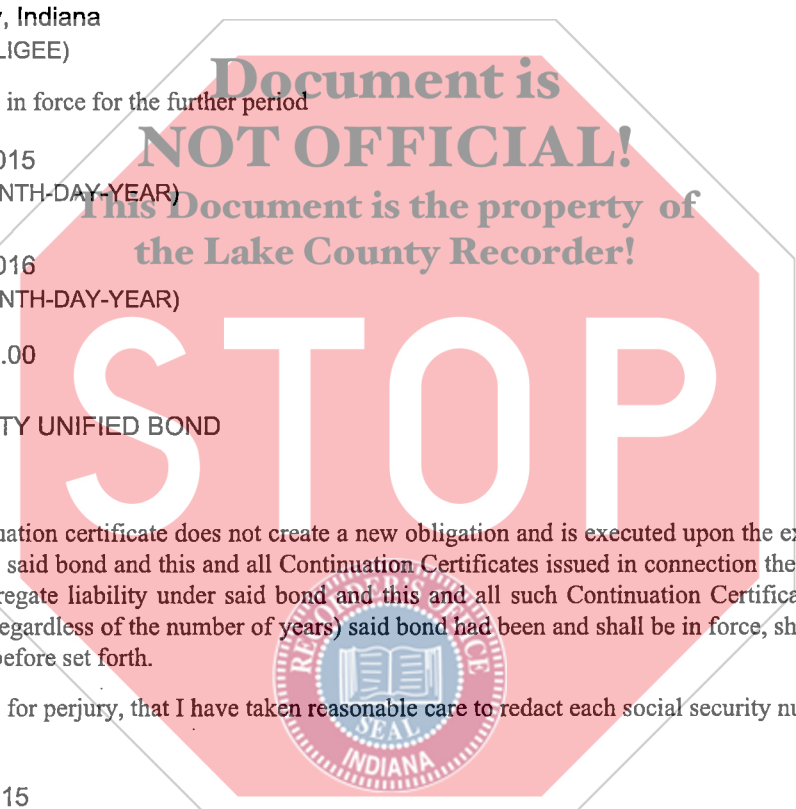 , Indiana
LIGEE)
Document is
in force for the further period
NOT OFFICIAL!
015
NTH-DAY-YEAR)
This Document is the property of
the Lake County Recorder!
016
NTH-DAY-YEAR)
.00
STOP
TY UNIFIED BOND
uation certificate does not create a new obligation and is executed upon the ex
said bond and this and all Continuation Certificates issued in connection the
regate liability under said bond and this and all such Continuation Certifica
egardless of the number of years) said bond had been and shall be in force, sh
before set forth.
for perjury, that I have taken reasonable care to redact each social security nu
RECORDER'S OFFICE
SEAL
INDIANA
15